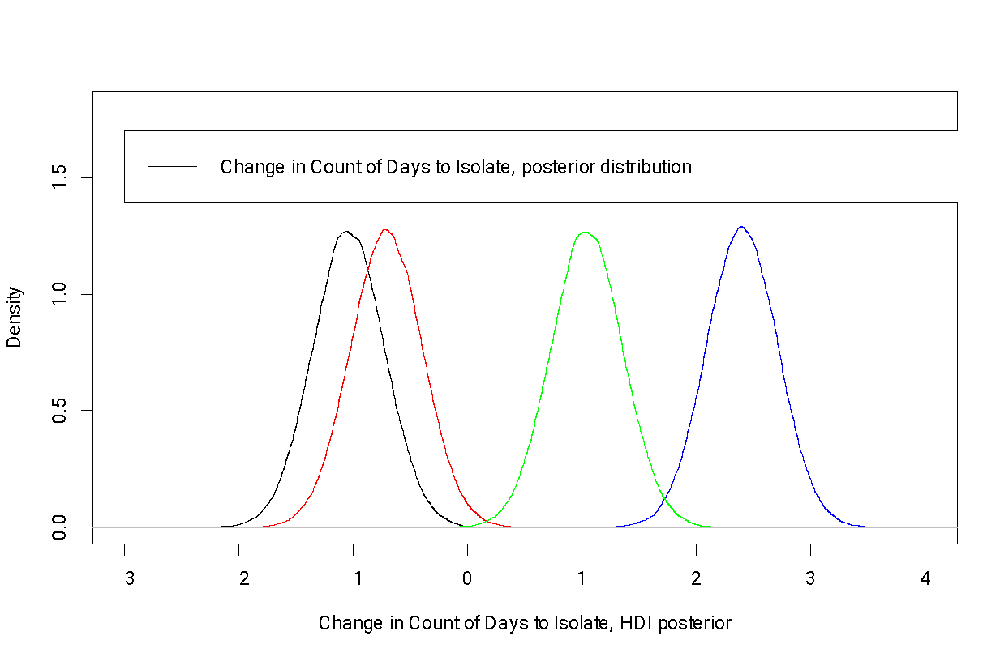 Change in Count of Days to Isolate, posterior distribution
Density
0.0 0.5 1.0 1.5
−3 −2 −1 0 1 2 3 4
Change in Count of Days to Isolate, HDI posterior